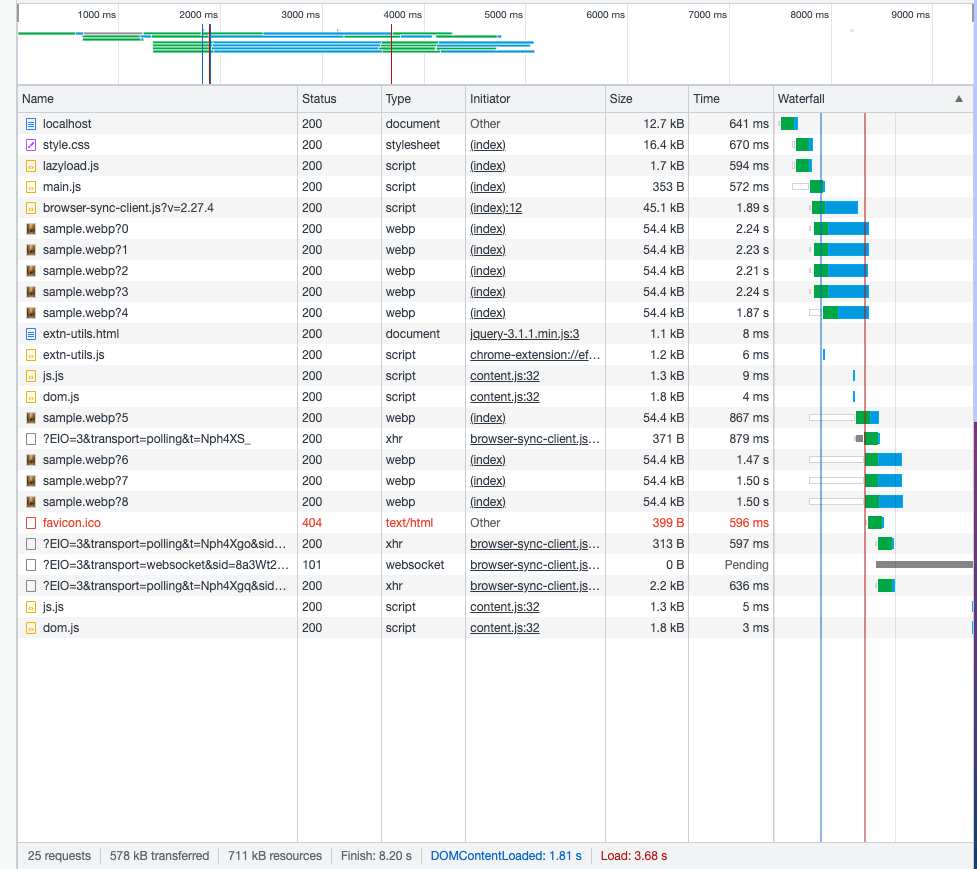 1000 ms 2000 ms 3000 ms 4000 ms 5000 ms 6000 ms 7000 ms 8000 ms 9000 ms
Name Status Type Initiator Size Time Waterfall ▲
localhost 200 document Other 12.7 kB 641 ms
style.css 200 stylesheet (index) 16.4 kB 670 ms
lazyload.js 200 script (index) 1.7 kB 594 ms
main.js 200 script (index) 353 B 572 ms
browser-sync-client.js?v=2.27.4 200 script (index):12 45.1 kB 1.89 s
sample.webp?0 200 webp (index) 54.4 kB 2.24 s
sample.webp?1 200 webp (index) 54.4 kB 2.23 s
sample.webp?2 200 webp (index) 54.4 kB 2.21 s
sample.webp?3 200 webp (index) 54.4 kB 2.24 s
sample.webp?4 200 webp (index) 54.4 kB 1.87 s
extn-utils.html 200 document jquery-3.1.1.min.js:3 1.1 kB 8 ms
extn-utils.js 200 script chrome-extension://ef… 1.2 kB 6 ms
js.js 200 script content.js:32 1.3 kB 9 ms
dom.js 200 script content.js:32 1.8 kB 4 ms
sample.webp?5 200 webp (index) 54.4 kB 867 ms
?EIO=3&transport=polling&t=Nph4XS_ 200 xhr browser-sync-client.js… 371 B 879 ms
sample.webp?6 200 webp (index) 54.4 kB 1.47 s
sample.webp?7 200 webp (index) 54.4 kB 1.50 s
sample.webp?8 200 webp (index) 54.4 kB 1.50 s
favicon.ico 404 text/html Other 399 B 596 ms
?EIO=3&transport=polling&t=Nph4Xgo&sid… 200 xhr browser-sync-client.js… 313 B 597 ms
?EIO=3&transport=websocket&sid=8a3Wt2… 101 websocket browser-sync-client.js… 0 B Pending
?EIO=3&transport=polling&t=Nph4Xgq&sid… 200 xhr browser-sync-client.js… 2.2 kB 636 ms
js.js 200 script content.js:32 1.3 kB 5 ms
dom.js 200 script content.js:32 1.8 kB 3 ms
25 requests 578 kB transferred 711 kB resources Finish: 8.20 s DOMContentLoaded: 1.81 s Load: 3.68 s